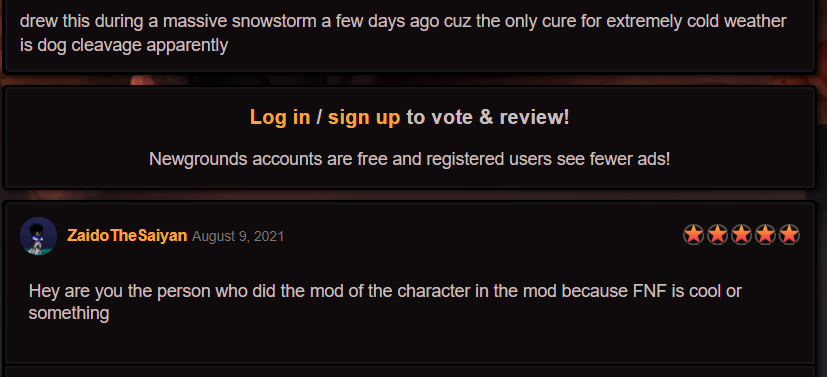 drew this during a massive snowstorm a few days ago cuz the only cure for extremely cold weather
is dog cleavage apparently
Log in / sign up to vote & review!
Newgrounds accounts are free and registered users see fewer ads!
ZaidoTheSaiyan August 9, 2021
Hey are you the person who did the mod of the character in the mod because FNF is cool or
something